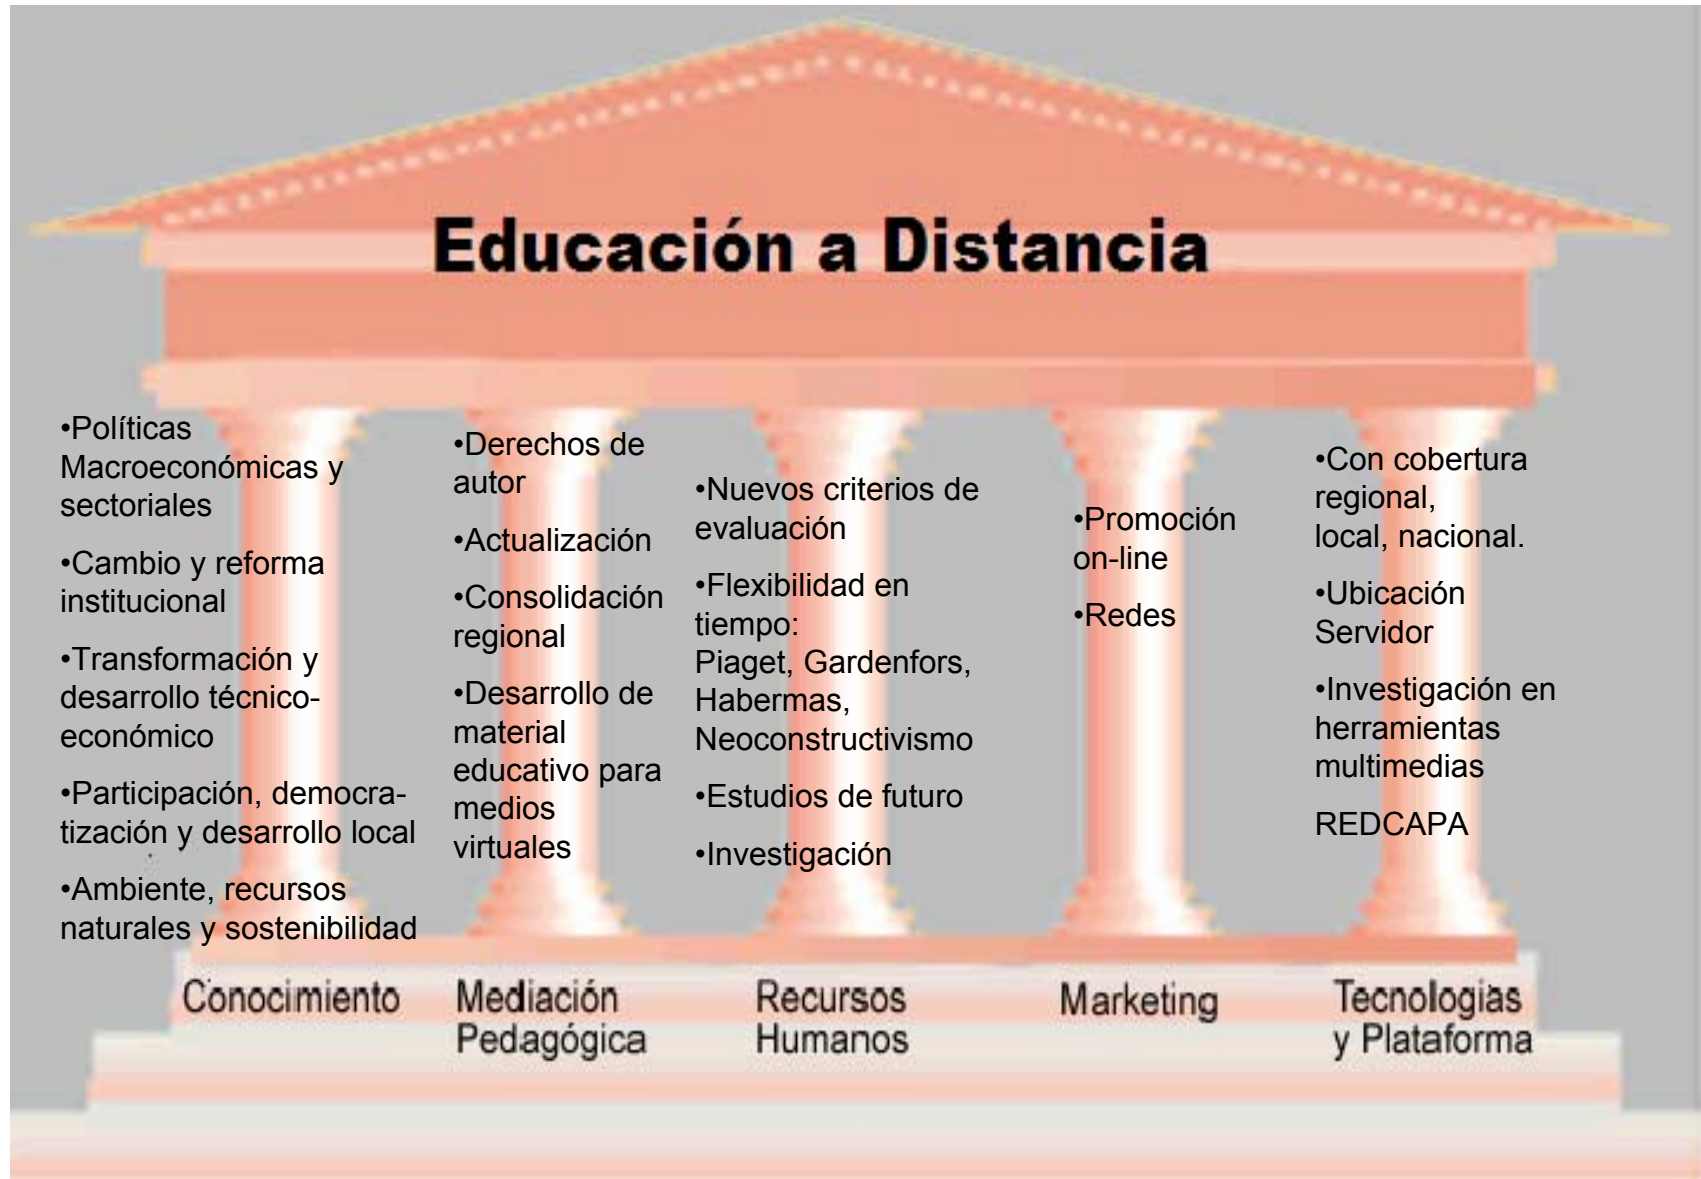 Educación a Distancia
•Políticas
Macroeconómicas y
sectoriales
•Cambio y reforma
institucional
•Transformación y
desarrollo técnico-
económico
•Participación, democra-
tización y desarrollo local
•Ambiente, recursos
naturales y sostenibilidad
•Derechos de
autor
•Actualización
•Consolidación
regional
•Desarrollo de
material
educativo para
medios
virtuales
•Nuevos criterios de
evaluación
•Flexibilidad en
tiempo:
Piaget, Gardenfors,
Habermas,
Neoconstructivismo
•Estudios de futuro
•Investigación
•Promoción
on-line
•Redes
•Con cobertura
regional,
local, nacional.
•Ubicación
Servidor
•Investigación en
herramientas
multimedias
REDCAPA
Conocimiento
Mediación
Pedagógica
Recursos
Humanos
Marketing
Tecnologias
y Plataforma